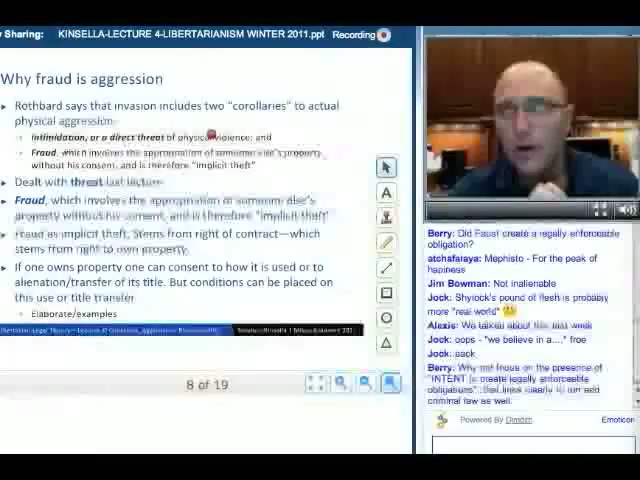 Sharing:
KINSELLA-LECTURE 4-LIBERTARIANISM WINTER 2011.ppt
Recording
Why fraud is aggression
Rothbard says that invasion includes two "corollaries" to actual
physical aggression:
Intimidation, or a direct threat of physical violence; and
Fraud, which involves the appropriation of someone else's property
without his consent, and is therefore "implicit theft"
Dealt with threat last lecture
Fraud, which involves the appropriation of someone else's
property without his consent, and is therefore "implicit theft"
Fraud as implicit theft. Stems from right of contract—which
stems from right to own property.
If one owns property one can consent to how it is used or to
alienation/transfer of its title. But conditions can be placed on
this use or title transfer
Elaborate/examples
8 of 19
A
Berry: Did Faust create a legally enforceable
obligation?
atchafaraya: Mephisto - For the peak of
hapiness
Jim Bowman: Not inalienable
Jock: Shylock's pound of flesh is probably
more "real world"
Alexis: We talked about this last week
Jock: oops - "we believe in a...." free
Jock: aack
Berry: Why not focus on the presence of
"INTENT to create legally enforceable
obligations" that links clearly to
criminal law as well.
Powered By Dimdim
Emoticon